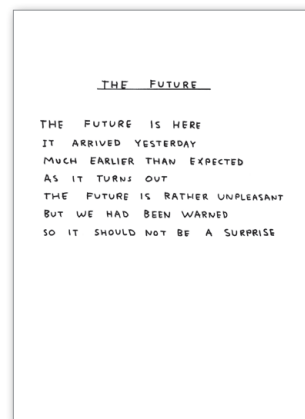 THE FUTURE
THE FUTURE IS HERE
IT ARRIVED YESTERDAY
MUCH EARLIER THAN EXPECTED
AS IT TURNS OUT
THE FUTURE IS RATHER UNPLEASANT
BUT WE HAD BEEN WARNED
SO IT SHOULD NOT BE A SURPRISE